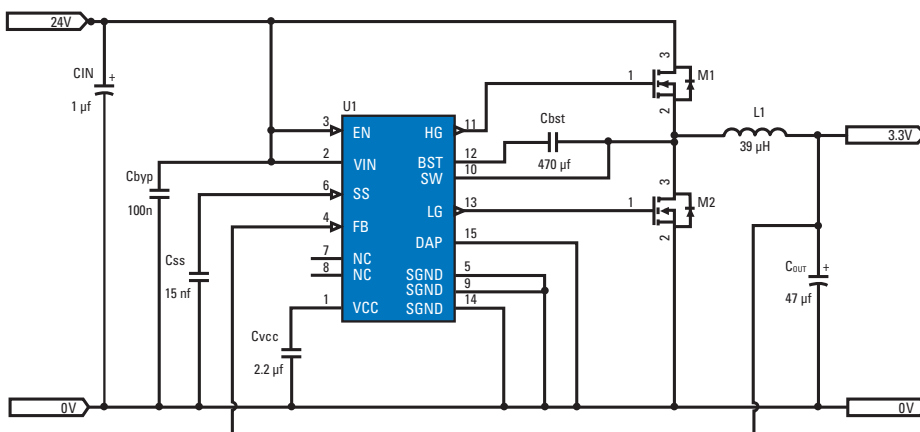 24V
CIN
+
1 µf
Cbyp
100n
Css
15 nf
Cvcc
2.2 µf
U1
3 EN
2 VIN
6 SS
4 FB
7 NC
8 NC
1 VCC
HG 11
BST 12
SW 10
LG 13
DAP 15
SGND 5
SGND 9
SGND 14
Cbst
470 µf
3
1
M1
2
3
1
M2
2
L1
39 µH
3.3V
COUT
+
47 µf
0V
0V